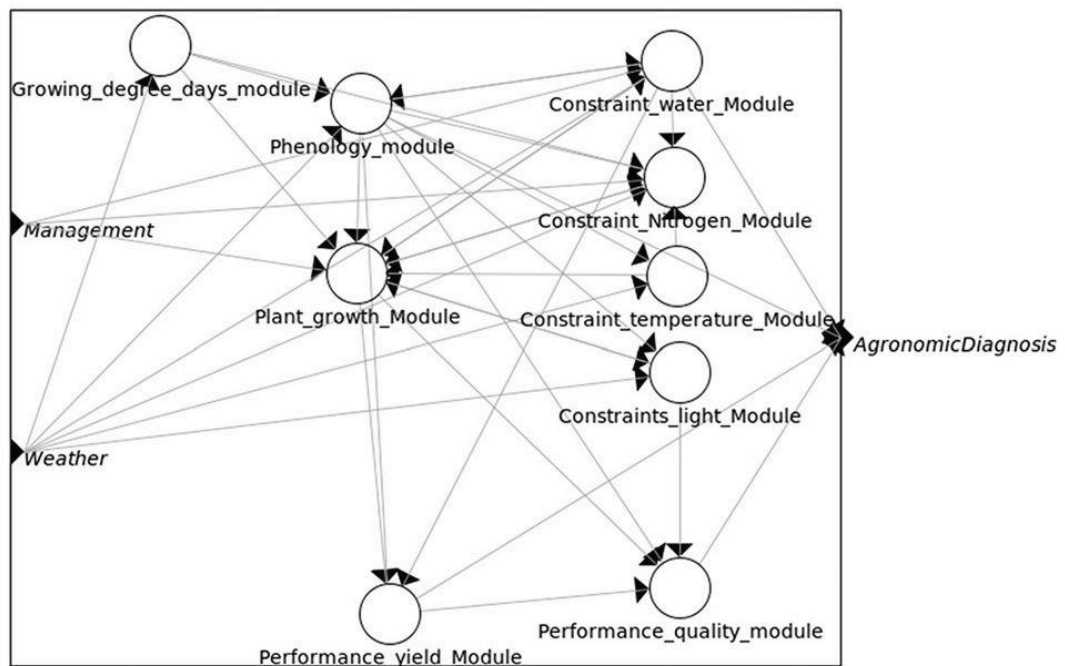 Growing_degree_days_module
Constraint_water_Module
Phenology_module
Constraint_Nitrogen_Module
Management
Plant_growth_Module
Constraint_temperature_Module
AgronomicDiagnosis
Constraints_light_Module
Weather
Performance_quality_module
Performance_yield_Module